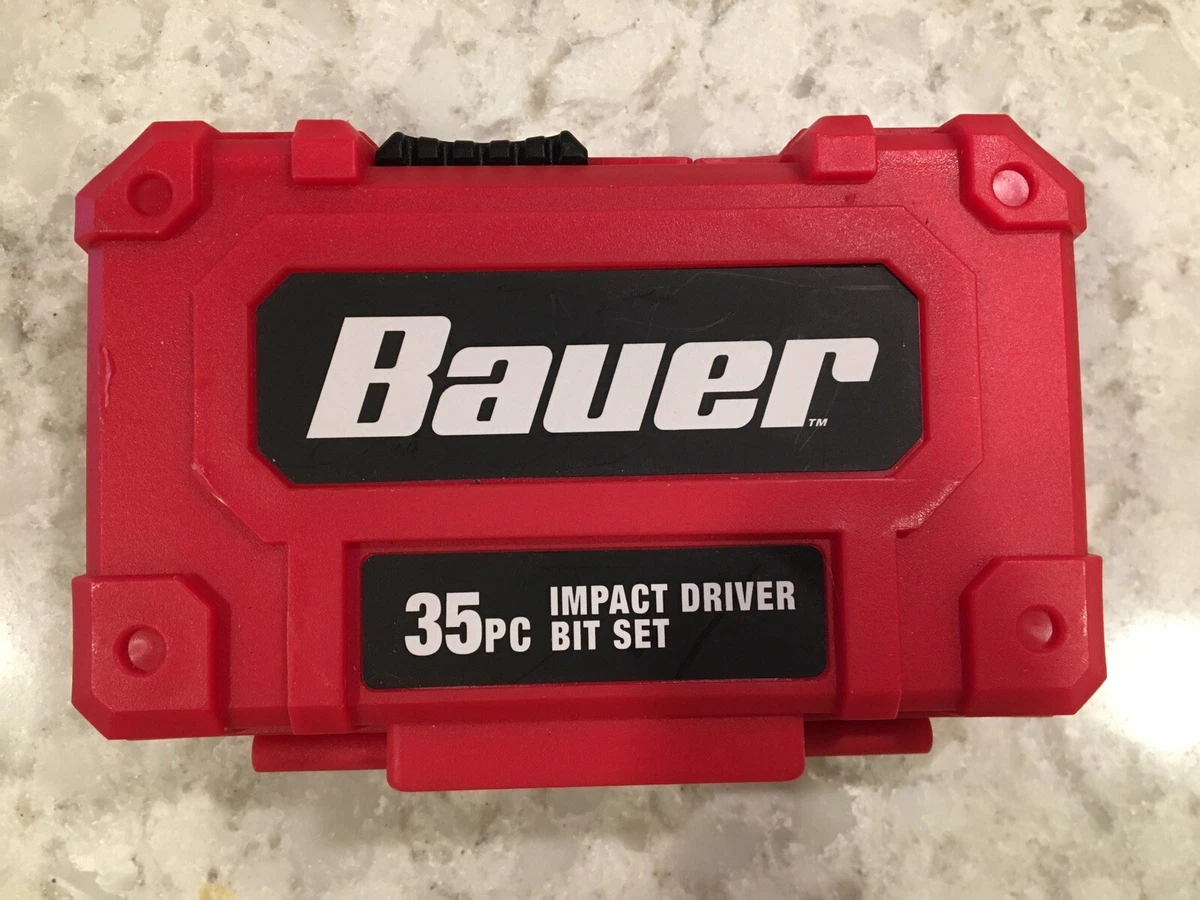 Bauer™
35PC IMPACT DRIVER
BIT SET